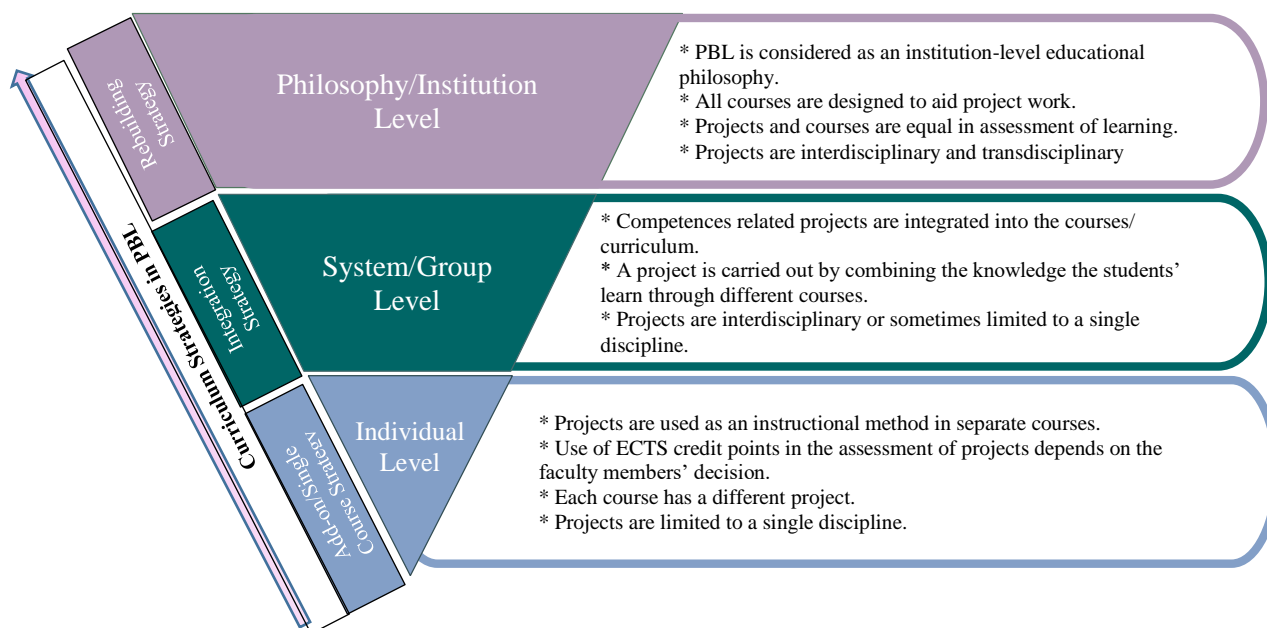 Curriculum Strategies in PBL
Rebuilding
Strategy
Philosophy/Institution
Level
* PBL is considered as an institution-level educational
philosophy.
* All courses are designed to aid project work.
* Projects and courses are equal in assessment of learning.
* Projects are interdisciplinary and transdisciplinary
Integration
Strategy
System/Group
Level
* Competences related projects are integrated into the courses/
curriculum.
* A project is carried out by combining the knowledge the students’
learn through different courses.
* Projects are interdisciplinary or sometimes limited to a single
discipline.
Add-on/Single
Course Strategy
Individual
Level
* Projects are used as an instructional method in separate courses.
* Use of ECTS credit points in the assessment of projects depends on the
faculty members’ decision.
* Each course has a different project.
* Projects are limited to a single discipline.